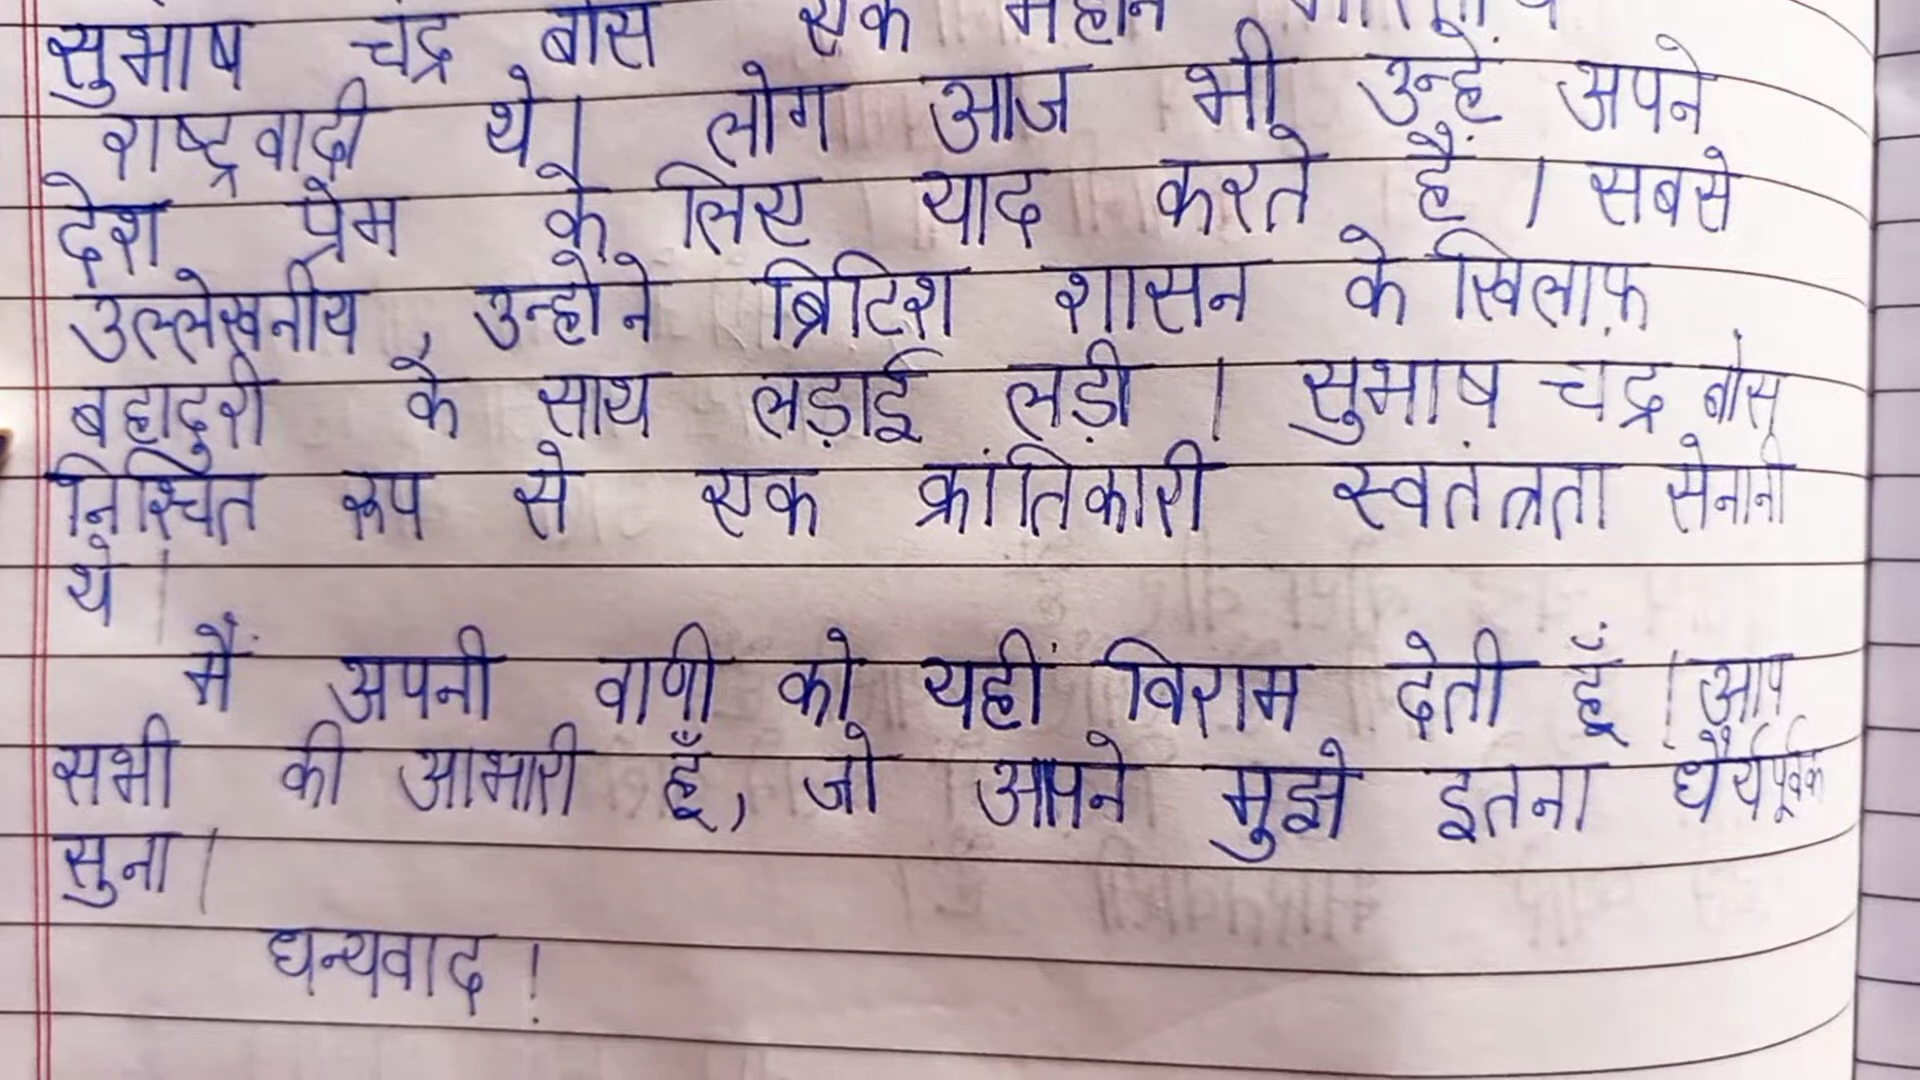 सुभाष चंद्र बोस एक महान
राष्ट्रवादी थे। लोग आज भी उन्हें अपने
देश प्रेम के लिए याद करते हैं । सबसे
उल्लेखनीय, उन्होंने ब्रिटिश शासन के खिलाफ़
बहादुरी के साथ लड़ाई लड़ी । सुभाष चंद्र बोस
निश्चित रूप से एक क्रांतिकारी स्वतंत्रता सेनानी
थे।
मैं अपनी वाणी को यहीं विराम देती हूँ । आप
सभी की आभारी हूँ, जो आपने मुझे इतना धैर्यपूर्वक
सुना।
धन्यवाद !